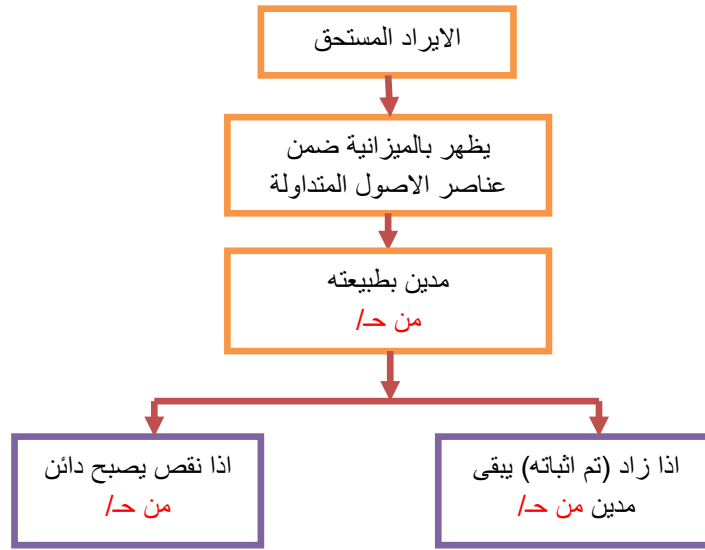 الايراد المستحق
يظهر بالميزانية ضمن
عناصر الاصول المتداولة
مدين بطبيعته
من حـ/
اذا زاد (تم اثباته) يبقى
مدين من حـ/
اذا نقص يصبح دائن
من حـ/